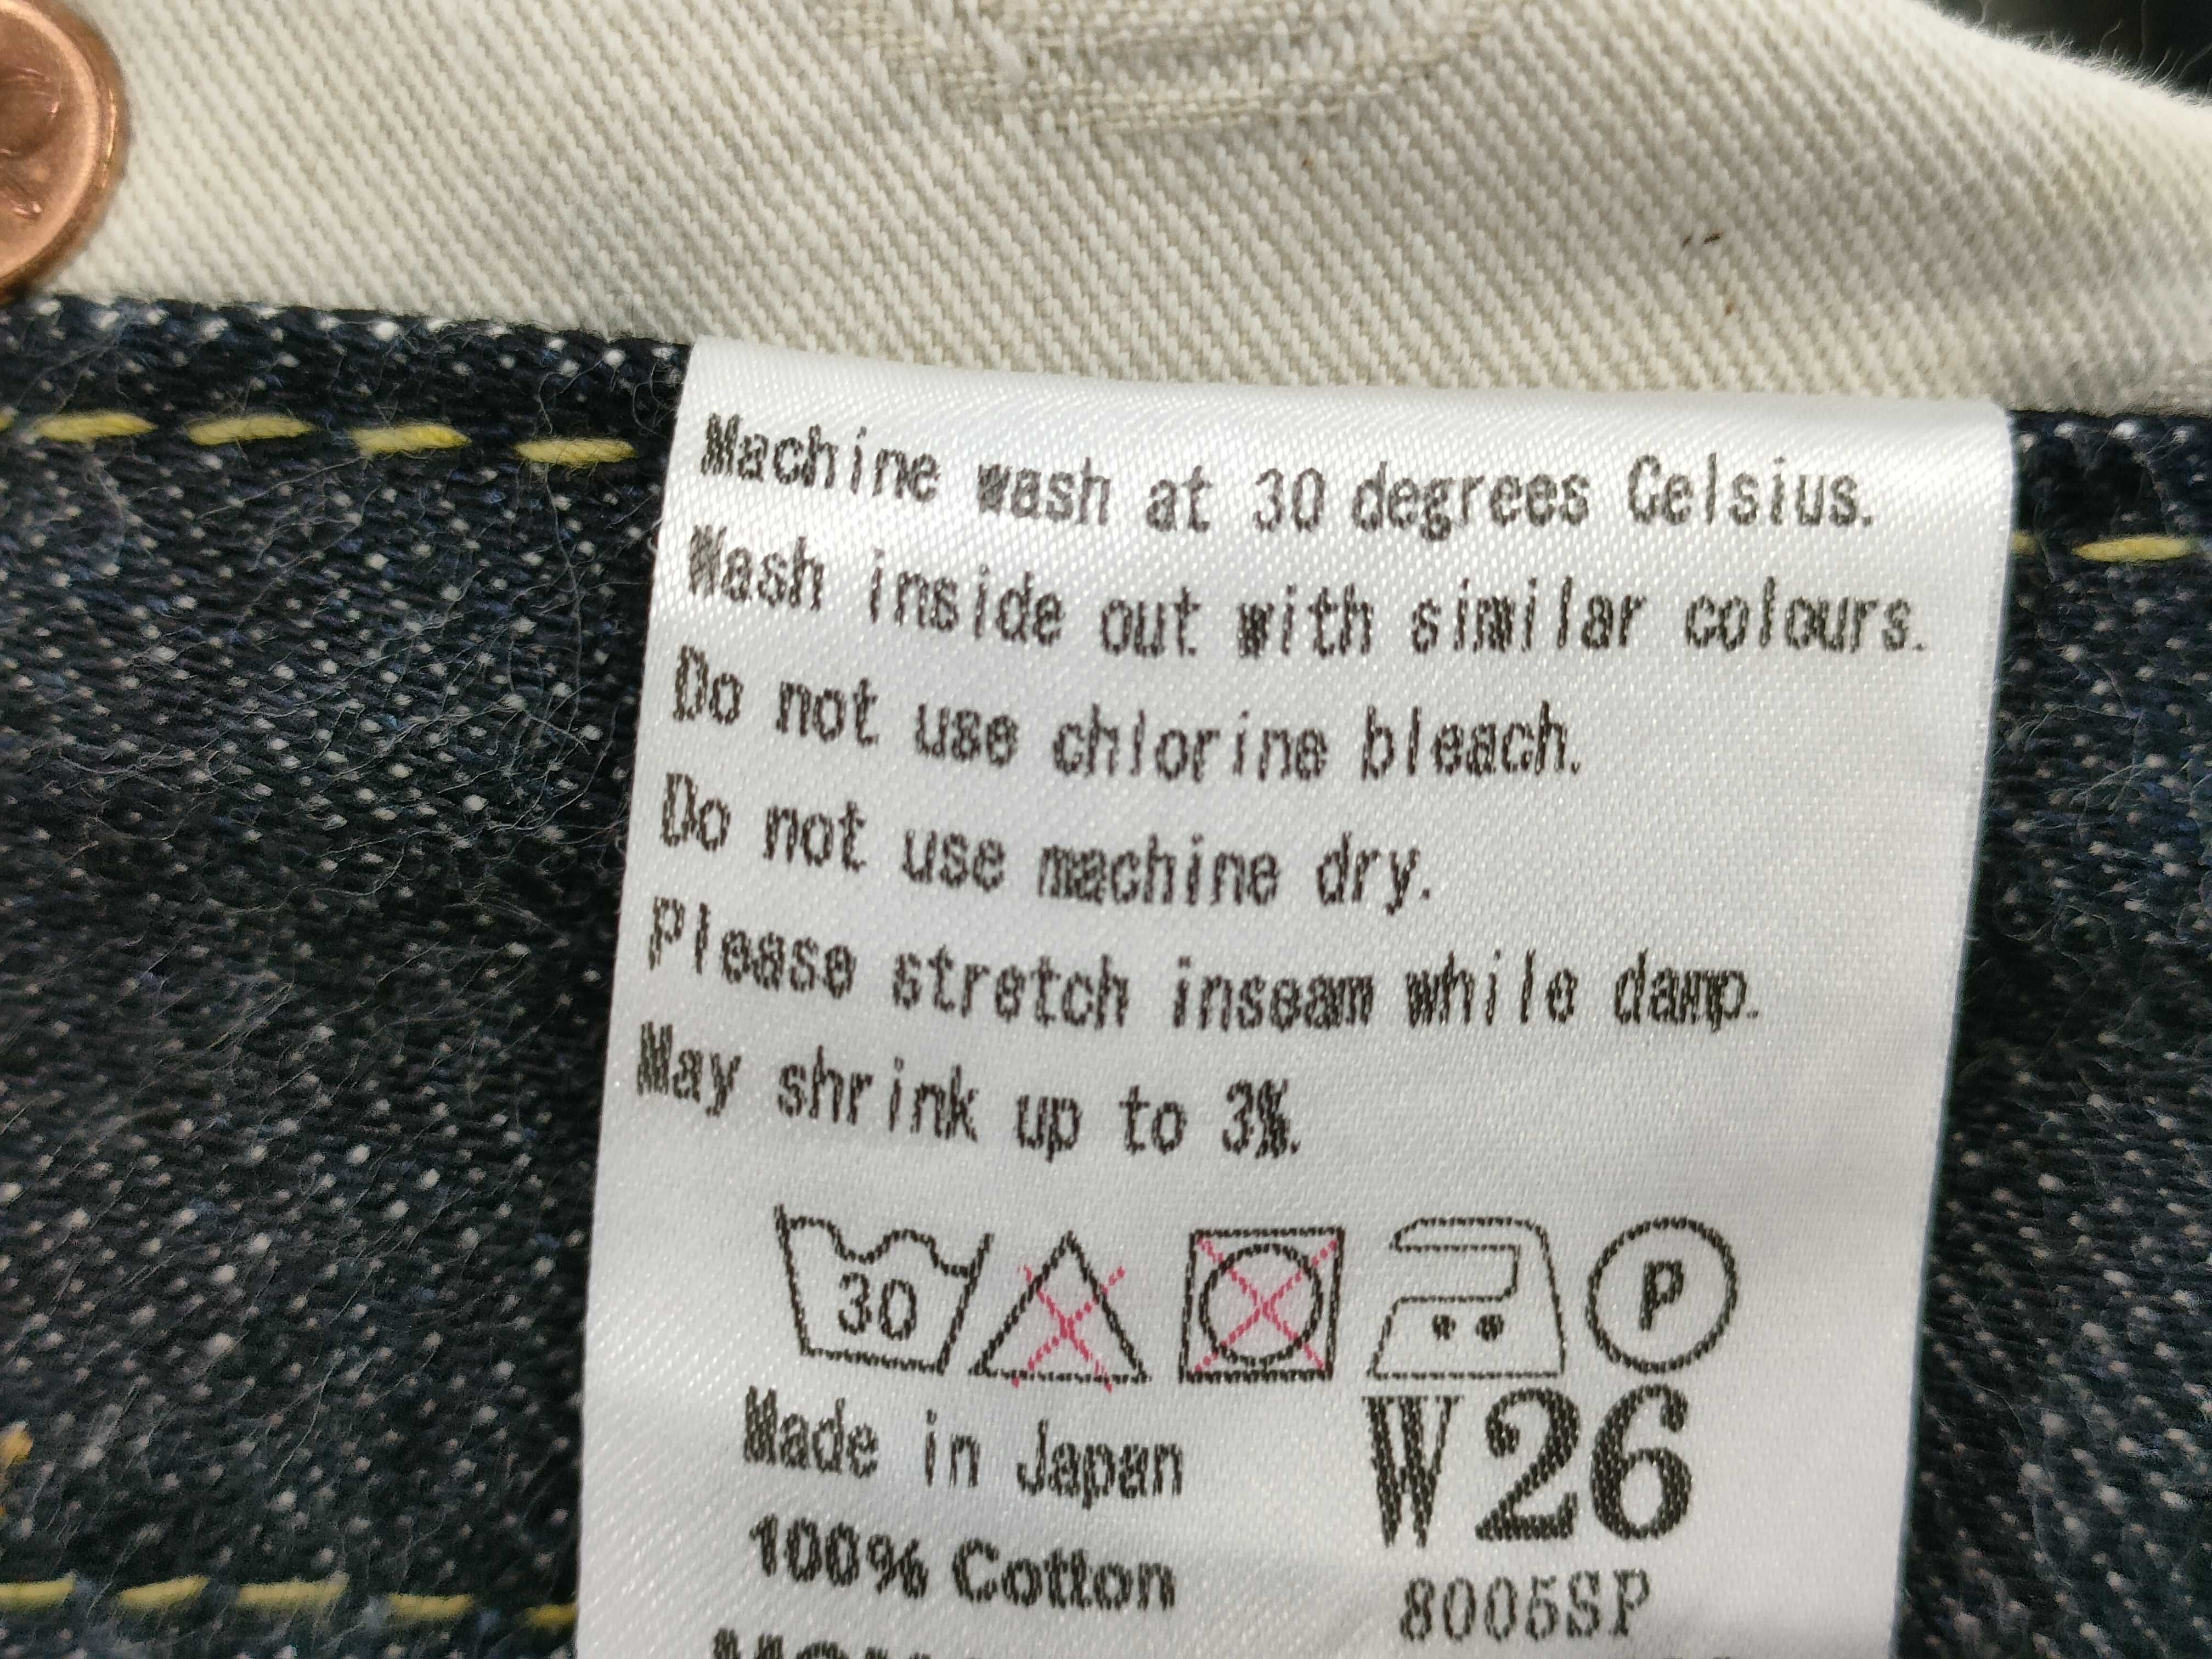 Machine wash at 30 degrees Celsius.
Wash inside out with similar colours.
Do not use chlorine bleach.
Do not use machine dry.
Please stretch inseam while damp.
May shrink up to 3%.
30 P
Made in Japan
W26
100% Cotton
8005SP